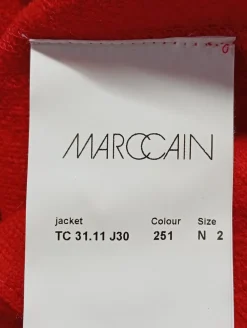 MARCCAIN
jacket Colour Size
TC 31.11 J30 251 N 2